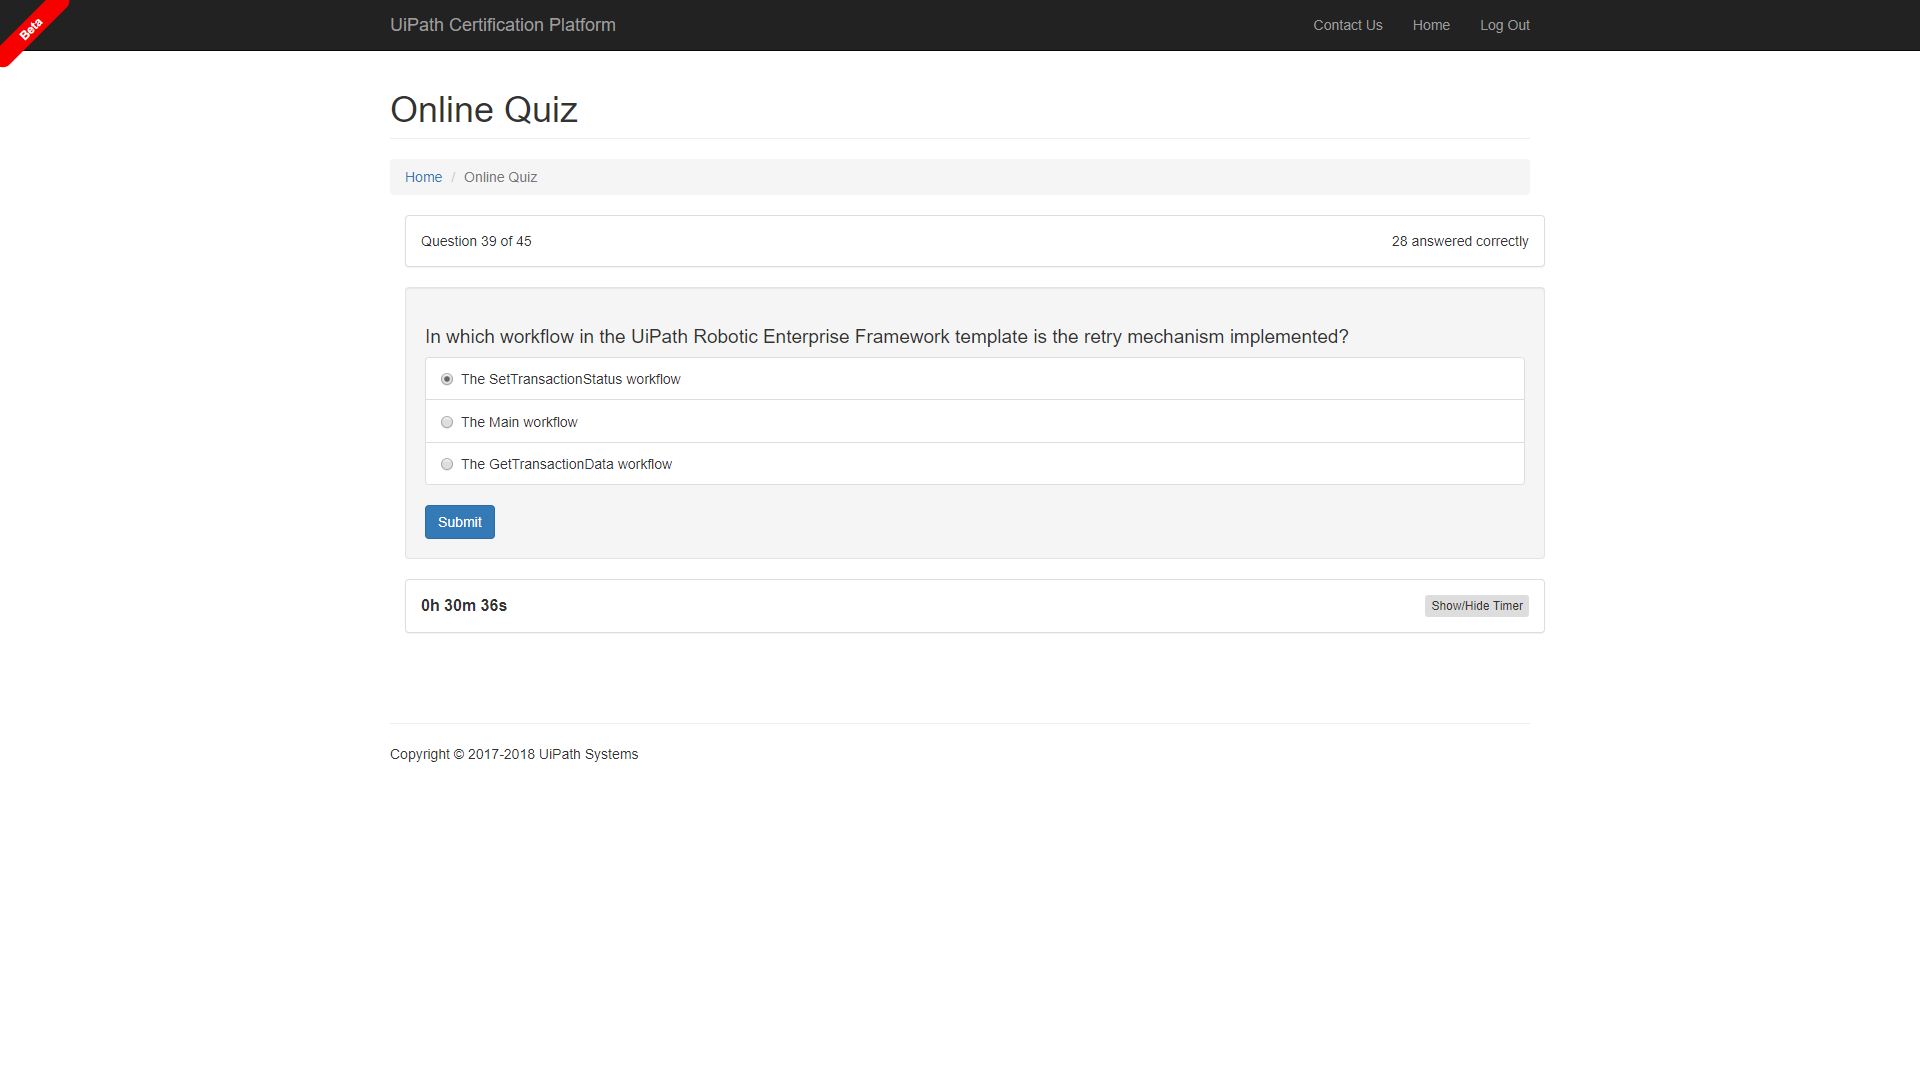 Beta
UiPath Certification Platform
Contact Us
Home
Log Out
Online Quiz
Home / Online Quiz
Question 39 of 45
28 answered correctly
In which workflow in the UiPath Robotic Enterprise Framework template is the retry mechanism implemented?
The SetTransactionStatus workflow
The Main workflow
The GetTransactionData workflow
Submit
0h 30m 36s
Show/Hide Timer
Copyright © 2017-2018 UiPath Systems